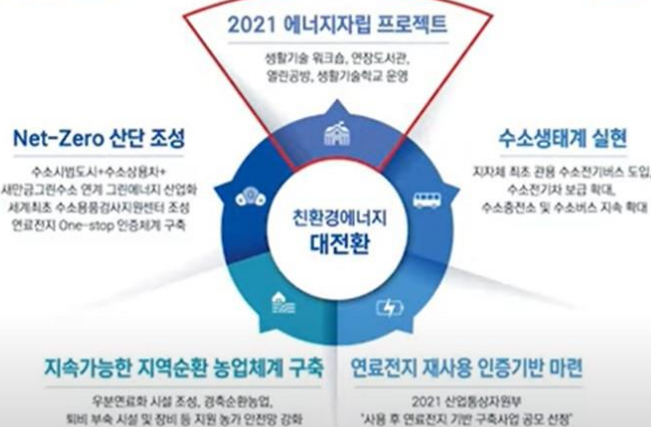 2021 에너지자립 프로젝트
생활기술 워크숍, 연장도서관,
열린공방, 생활기술학교 운영
Net-Zero 산단 조성
수소시범도시+수소상용차+
새만금그린수소 연계 그린에너지 산업화
세계최초 수소용품검사지원센터 조성
연료전지 One-stop 인증체계 구축
수소생태계 실현
지자체 최초 관용 수소전기버스 도입,
수소전기차 보급 확대,
수소충전소 및 수소버스 지속 확대
친환경에너지
대전환
지속가능한 지역순환 농업체계 구축
우분연료화 시설 조성, 경축순환농업,
퇴비 부숙 시설 및 장비 등 지원 농가 안전망 강화
연료전지 재사용 인증기반 마련
2021 산업통상자원부
"사용 후 연료전지 기반 구축사업 공모 선정"